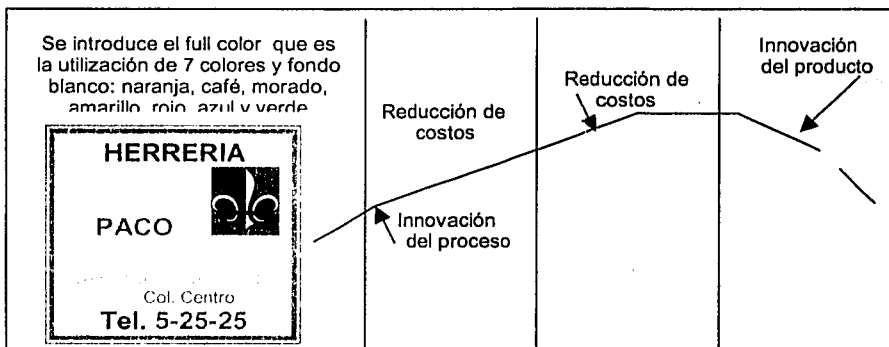 Se introduce el full color que es
la utilización de 7 colores y fondo
blanco: naranja, café, morado,
amarillo, rojo, azul y verde
HERRERIA
PACO
Col. Centro
Tel. 5-25-25
Reducción de
costos
Innovación
del proceso
Reducción de
costos
Innovación
del producto